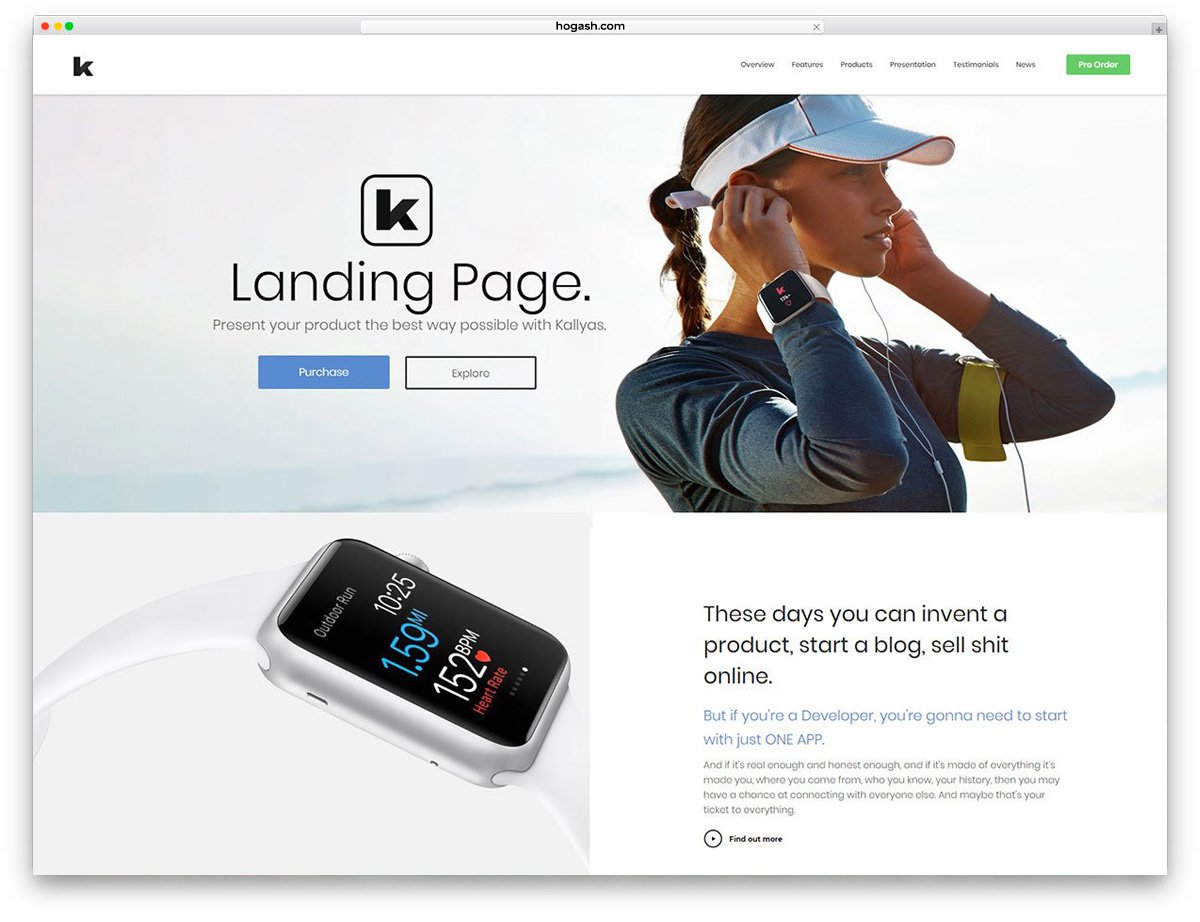 hogash.com
k
Overview
Features
Products
Presentation
Testimonials
News
Pre Order
k
Landing Page.
Present your product the best way possible with Kallyas.
Purchase
Explore
k
Outdoor Run
10:25
1.59MI
152BPM
Heart Rate
These days you can invent a
product, start a blog, sell shit
online.
But if you're a Developer, you're gonna need to start
with just ONE APP.
And if it's real enough and honest enough, and if it's made of everything it's
made you, where you come from, who you knew, your history, then you may
have a chance at connecting with everyone else. And maybe that's your
ticket to everything.
Find out more